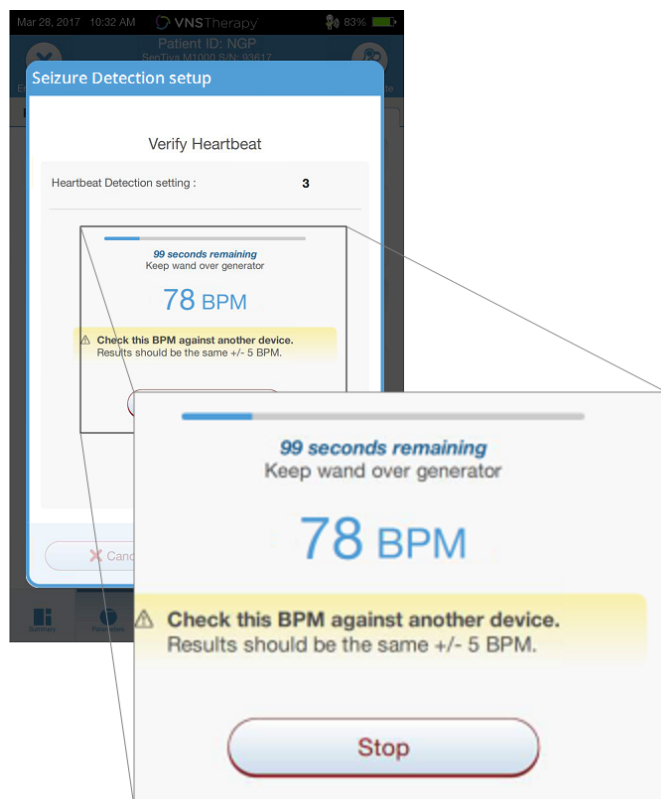 Mar 28, 2017 10:32 AM VNSTherapy 83%
Patient ID: NGP
SenTiva M1000 S/N: 93617
Seizure Detection setup
Verify Heartbeat
Heartbeat Detection setting : 3
99 seconds remaining
Keep wand over generator
78 BPM
⚠ Check this BPM against another device.
Results should be the same +/- 5 BPM.
99 seconds remaining
Keep wand over generator
78 BPM
⚠ Check this BPM against another device.
Results should be the same +/- 5 BPM.
Stop
Canc
Summary Parameters